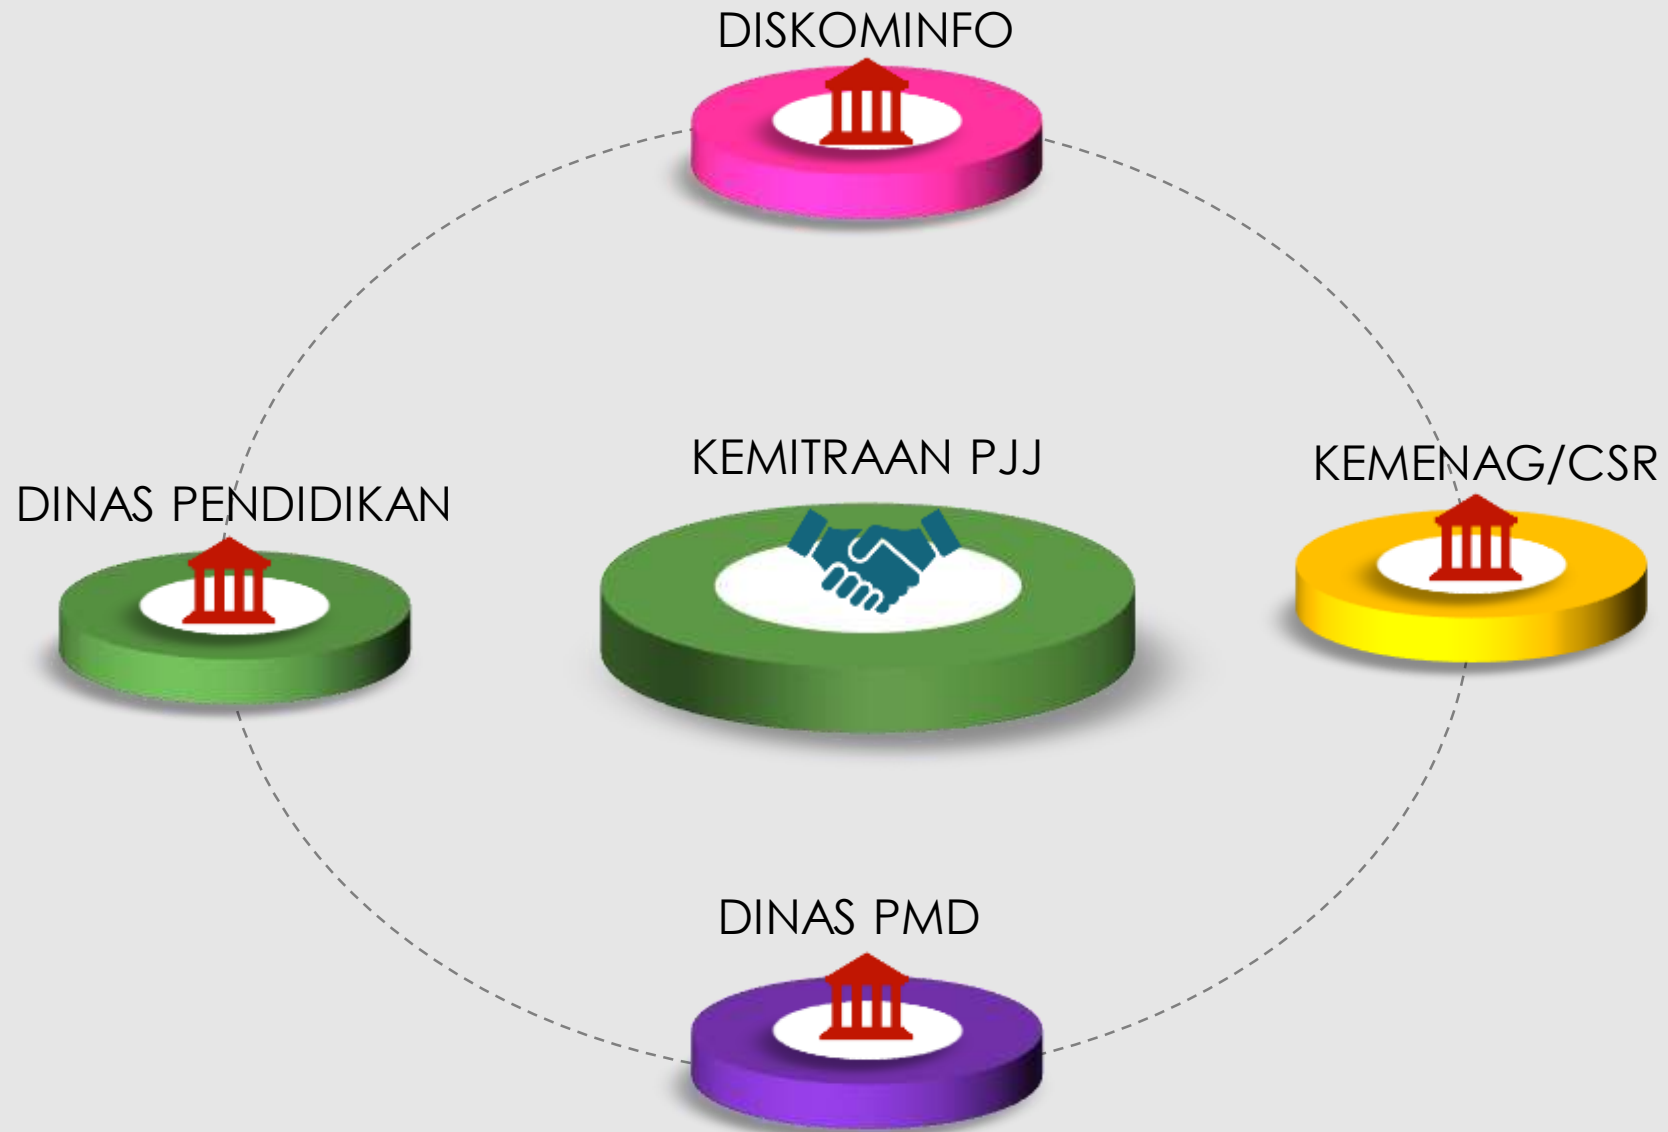 DISKOMINFO
KEMITRAAN PJJ
KEMENAG/CSR
DINAS PENDIDIKAN
DINAS PMD